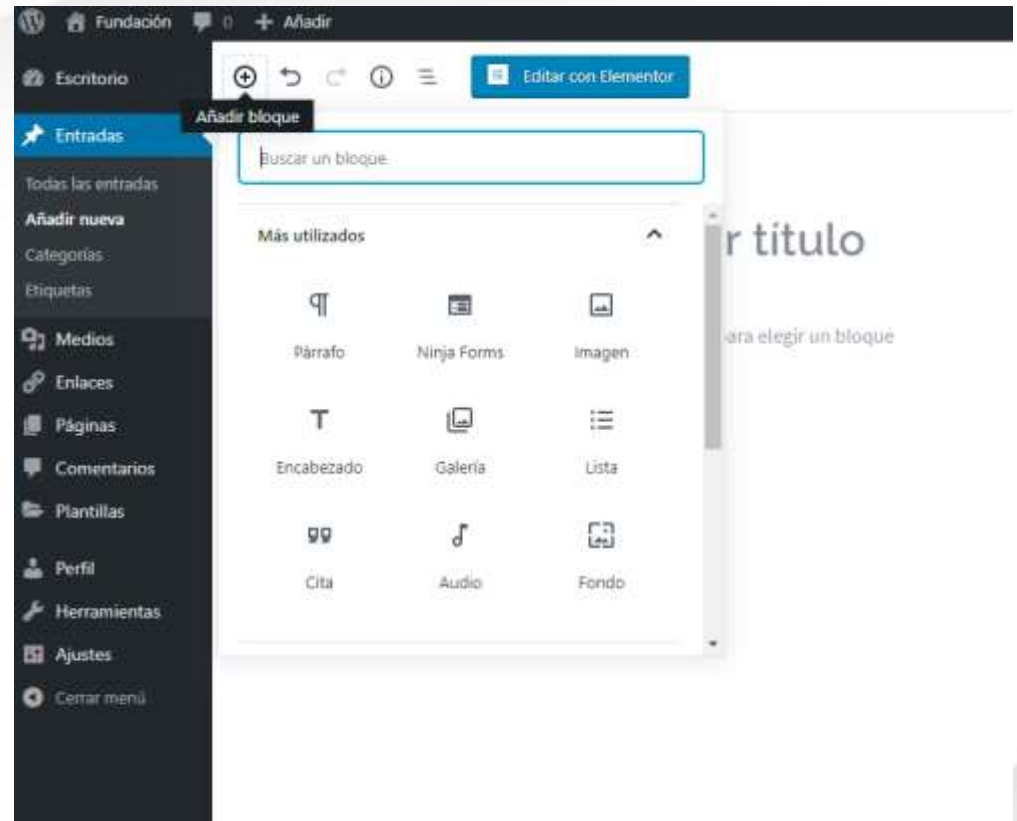 Fundación 0 Añadir
Escritorio
Editar con Elementor
Añadir bloque
Entradas
Buscar un bloque
Todas las entradas
Añadir nueva
Categorías
Etiquetas
Más utilizados
r título
ara elegir un bloque
Párrafo Ninja Forms Imagen
T
Encabezado Galería Lista
Cita Audio Fondo
Medios
Enlaces
Páginas
Comentarios
Plantillas
Perfil
Herramientas
Ajustes
Cerrar menú